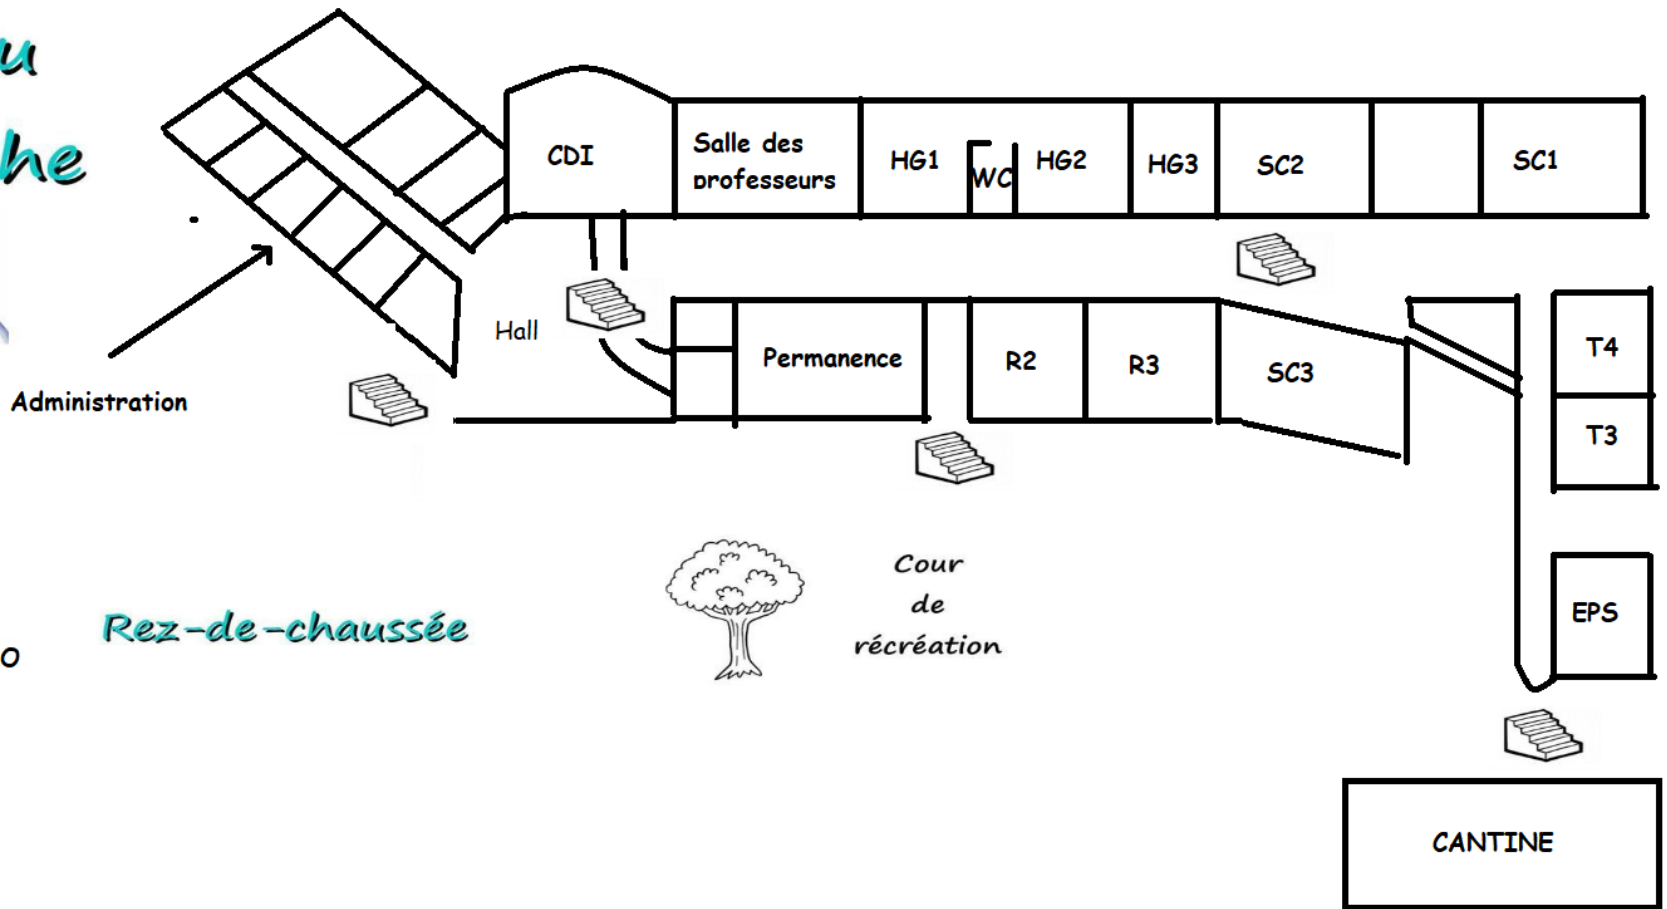 u
he
CDI
Salle des
professeurs
HG1
WC
HG2
HG3
SC2
SC1
Hall
Permanence
R2
R3
SC3
T4
T3
Administration
Cour
de
récréation
EPS
Rez-de-chaussée
o
CANTINE